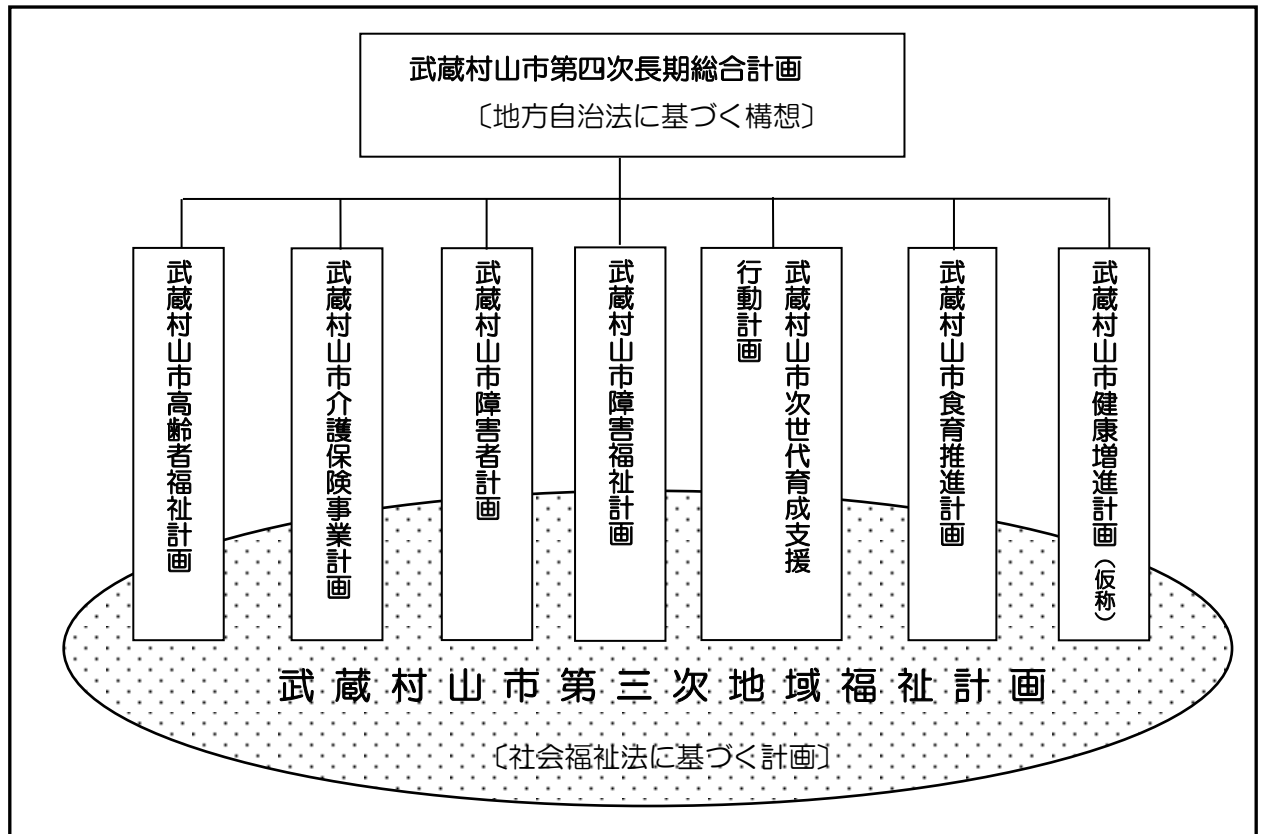 武蔵村山市第四次長期総合計画
〔地方自治法に基づく構想〕
武蔵村山市高齢者福祉計画
武蔵村山市介護保険事業計画
武蔵村山市障害者計画
武蔵村山市障害福祉計画
武蔵村山市次世代育成支援
行動計画
武蔵村山市食育推進計画
武蔵村山市健康増進計画（仮称）
武蔵村山市第三次地域福祉計画
〔社会福祉法に基づく計画〕